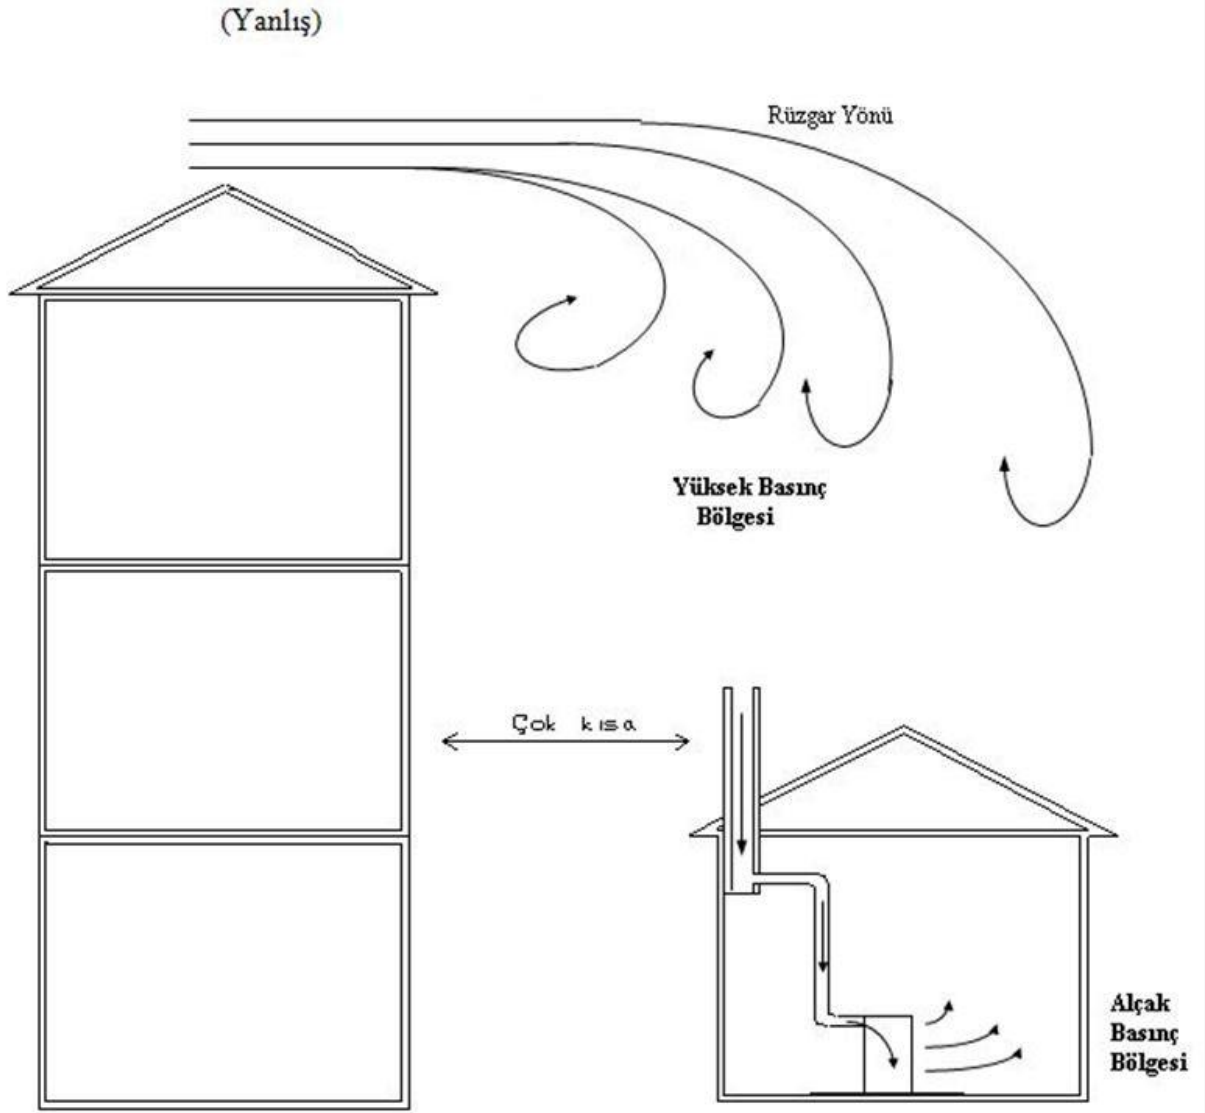 (Yanlış)
Rüzgar Yönü
Yüksek Basınç
Bölgesi
Çok kısa
Alçak
Basınç
Bölgesi